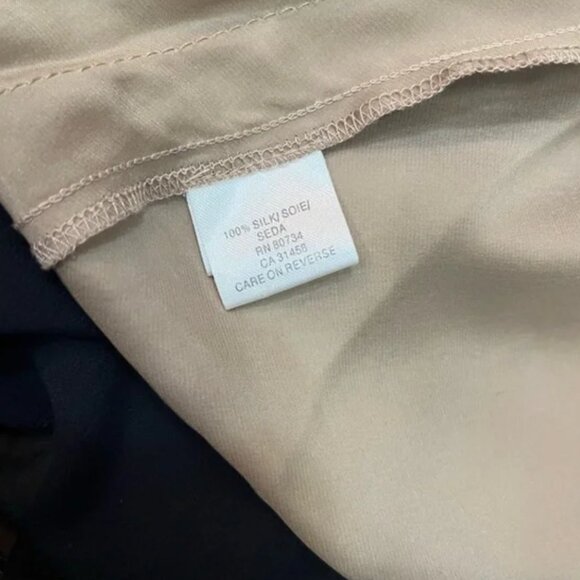 100% SILK/SOIE/
SEDA
RN 80734
CA 31458
CARE ON REVERSE